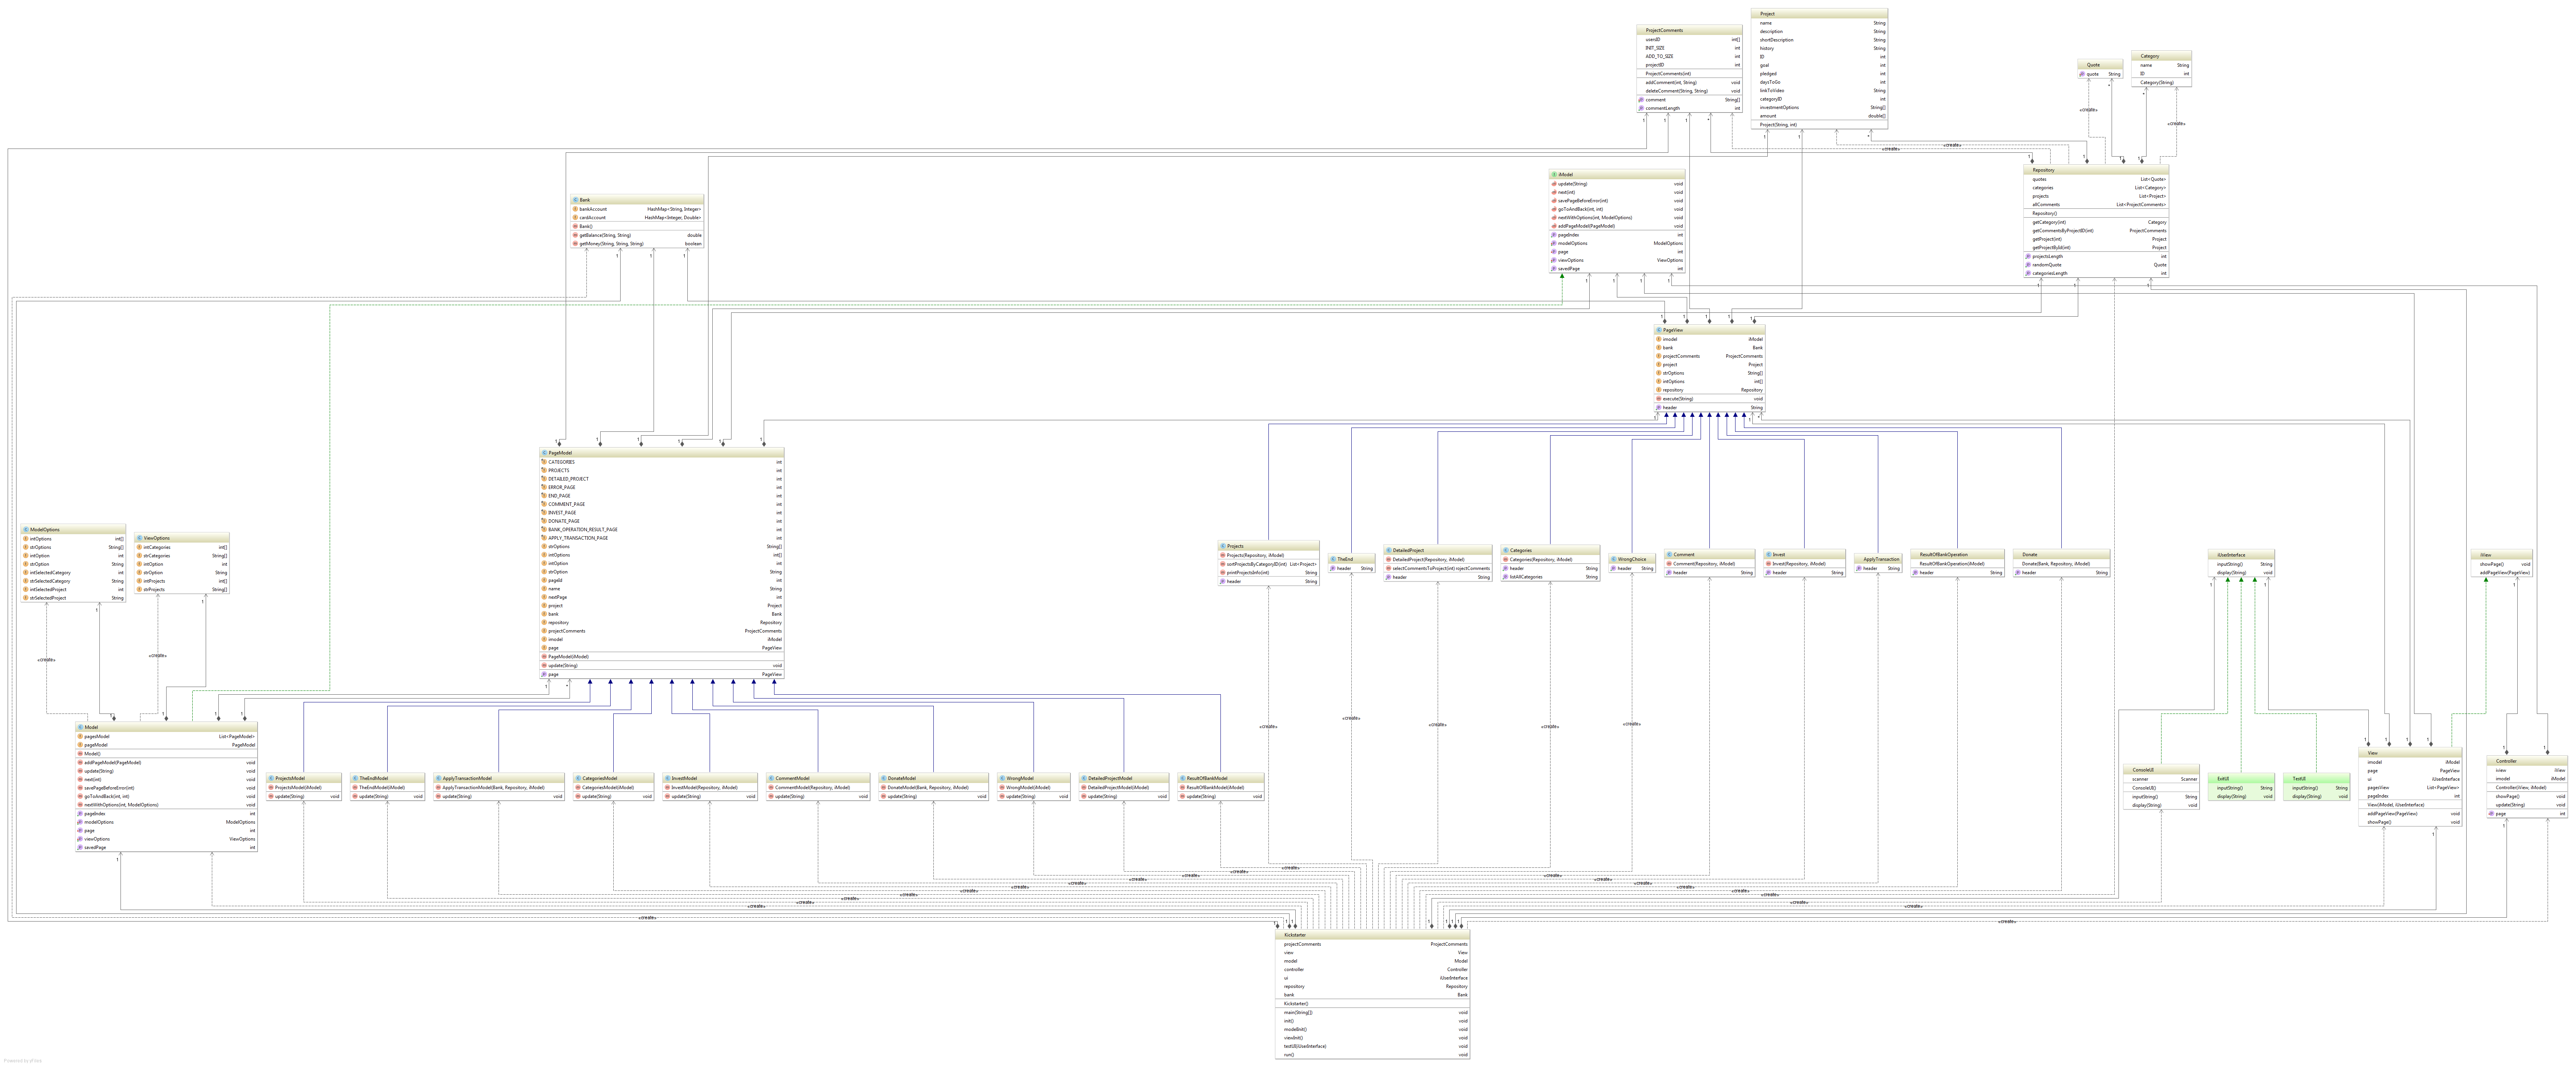 Project
name String
description String
shortDescription String
history String
ID int
goal int
pledged int
daysToGo int
linkToVideo String
categoryID int
investmentOptions String[]
amount double[]
Project(String, int)
ProjectComments
userID int[]
INIT_SIZE int
ADD_TO_SIZE int
projectID int
ProjectComments(int)
addComment(int, String) void
deleteComment(String, String) void
comment String[]
commentLength int
Quote
quote String
Category
name String
ID int
Category(String)
«create»
«create»
«create»
«create»
Repository
quotes List<Quote>
categories List<Category>
projects List<Project>
allComments List<ProjectComments>
Repository()
getCategory(int) Category
getCommentsByProjectID(int) ProjectComments
getProject(int) Project
getProjectById(int) Project
projectsLength int
randomQuote Quote
categoriesLength int
iModel
update(String) void
next(int) void
savePageBeforeError(int) void
goToAndBack(int, int) void
nextWithOptions(int, ModelOptions) void
addPageModel(PageModel) void
pageIndex int
modelOptions ModelOptions
page int
viewOptions ViewOptions
savedPage int
Bank
bankAccount HashMap<String, Integer>
cardAccount HashMap<Integer, Double>
Bank()
getBalance(String, String) double
getMoney(String, String, String) boolean
PageView
imodel iModel
bank Bank
projectComments ProjectComments
project Project
strOptions String[]
intOptions int[]
repository Repository
execute(String) void
header String
PageModel
CATEGORIES int
PROJECTS int
DETAILED_PROJECT int
ERROR_PAGE int
END_PAGE int
COMMENT_PAGE int
INVEST_PAGE int
DONATE_PAGE int
BANK_OPERATION_RESULT_PAGE int
APPLY_TRANSACTION_PAGE int
strOptions String[]
intOptions int[]
intOption int
strOption String
pageId int
name String
nextPage int
project Project
bank Bank
repository Repository
projectComments ProjectComments
imodel iModel
page PageView
PageModel(iModel)
update(String) void
page PageView
ModelOptions
intOptions int[]
strOptions String[]
intOption int
strOption String
intSelectedCategory int
strSelectedCategory String
intSelectedProject int
strSelectedProject String
ViewOptions
intCategories int[]
strCategories String[]
intOption int
strOption String
intProjects int[]
strProjects String[]
Projects
Projects(Repository, iModel)
sortProjectsByCategoryID(int) List<Project>
printProjectsInfo(int) String
header String
TheEnd
header String
DetailedProject
DetailedProject(Repository, iModel)
selectCommentsToProject(int) rojectComments
header String
Categories
Categories(Repository, iModel)
header String
listAllCategories String
WrongChoice
header String
Comment
Comment(Repository, iModel)
header String
Invest
Invest(Repository, iModel)
header String
ApplyTransaction
header String
ResultOfBankOperation
ResultOfBankOperation(iModel)
header String
Donate
Donate(Bank, Repository, iModel)
header String
iUserInterface
inputString() String
display(String) void
iView
showPage() void
addPageView(PageView) void
«create»
«create»
«create»
«create»
«create»
«create»
«create»
Model
pagesModel List<PageModel>
pageModel PageModel
Model()
addPageModel(PageModel) void
update(String) void
next(int) void
savePageBeforeError(int) void
goToAndBack(int, int) void
nextWithOptions(int, ModelOptions) void
pageIndex int
modelOptions ModelOptions
page int
viewOptions ViewOptions
savedPage int
ProjectsModel
ProjectsModel(iModel)
update(String) void
TheEndModel
TheEndModel(iModel)
update(String) void
ApplyTransactionModel
ApplyTransactionModel(Bank, Repository, iModel)
update(String) void
CategoriesModel
CategoriesModel(iModel)
update(String) void
InvestModel
InvestModel(Repository, iModel)
update(String) void
CommentModel
CommentModel(Repository, iModel)
update(String) void
DonateModel
DonateModel(Bank, Repository, iModel)
update(String) void
WrongModel
WrongModel(iModel)
update(String) void
DetailedProjectModel
DetailedProjectModel(iModel)
update(String) void
ResultOfBankModel
ResultOfBankModel(iModel)
update(String) void
ConsoleUI
scanner Scanner
ConsoleUI()
inputString() String
display(String) void
ExitUI
inputString() String
display(String) void
TestUI
inputString() String
display(String) void
View
imodel iModel
page PageView
ui iUserInterface
pagesView List<PageView>
pageIndex int
View(iModel, iUserInterface)
addPageView(PageView) void
showPage() void
Controller
iview iView
imodel iModel
Controller(iView, iModel)
showPage() void
update(String) void
page int
Kickstarter
projectComments ProjectComments
view View
model Model
controller Controller
ui iUserInterface
repository Repository
bank Bank
Kickstarter()
main(String[]) void
init() void
modelInit() void
viewInit() void
testUI(iUserInterface) void
run() void
Powered by yFiles